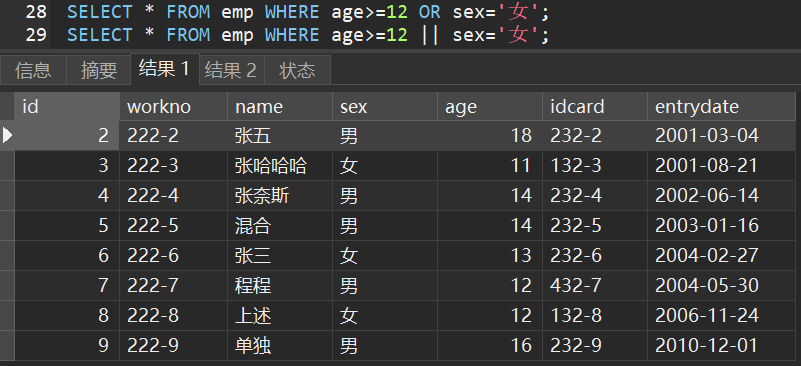 28 SELECT * FROM emp WHERE age>=12 OR sex='女';
29 SELECT * FROM emp WHERE age>=12 || sex='女';
信息 摘要 结果 1 结果 2 状态
id workno name sex age idcard entrydate
2 222-2 张五 男 18 232-2 2001-03-04
3 222-3 张哈哈哈 女 11 132-3 2001-08-21
4 222-4 张奈斯 男 14 232-4 2002-06-14
5 222-5 混合 男 14 232-5 2003-01-16
6 222-6 张三 女 13 232-6 2004-02-27
7 222-7 程程 男 12 432-7 2004-05-30
8 222-8 上述 女 12 132-8 2006-11-24
9 222-9 单独 男 16 232-9 2010-12-01